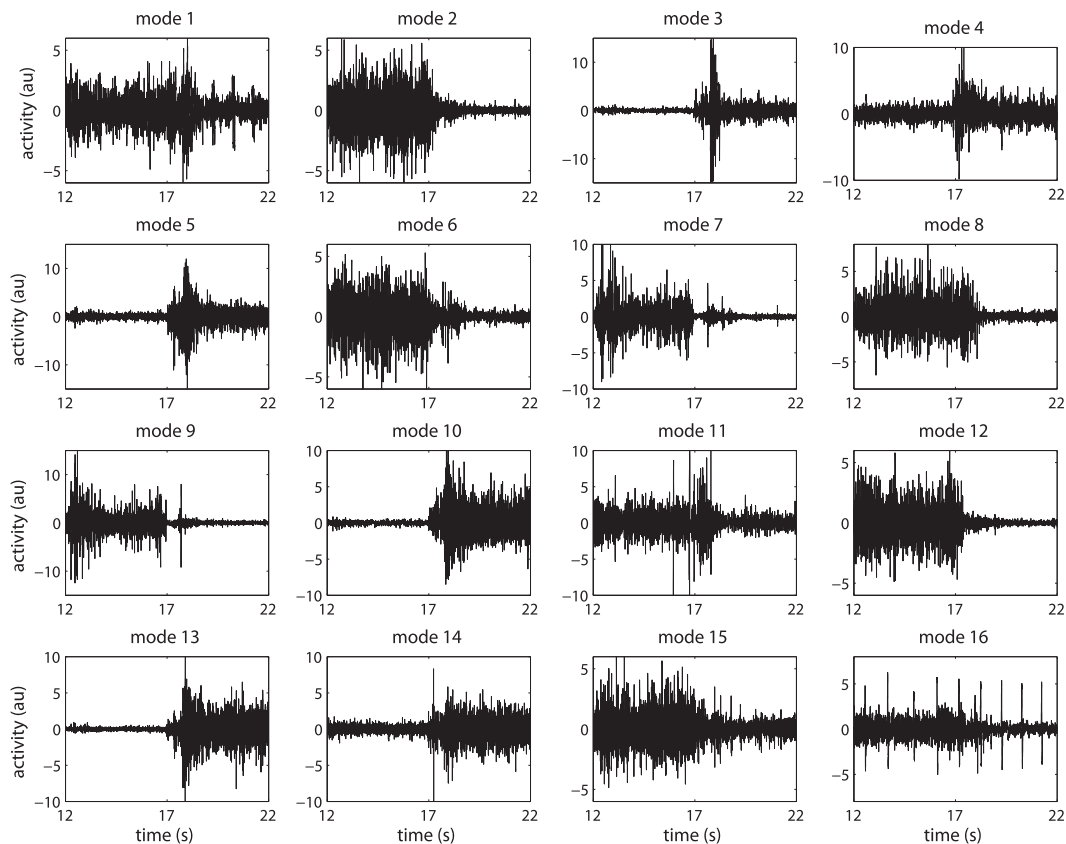 mode 1 mode 2 mode 3 mode 4
activity (au) 5 0 −5 5 0 −5 10 0 −10 10 0 −10
12 17 22 12 17 22 12 17 22 12 17 22
mode 5 mode 6 mode 7 mode 8
activity (au) 10 0 −10 5 0 −5 10 5 0 −5 −10 5 0 −5
12 17 22 12 17 22 12 17 22 12 17 22
mode 9 mode 10 mode 11 mode 12
activity (au) 10 0 −10 10 5 0 −5 −10 10 5 0 −5 −10 5 0 −5
12 17 22 12 17 22 12 17 22 12 17 22
mode 13 mode 14 mode 15 mode 16
activity (au) 10 5 0 −5 −10 10 5 0 −5 −10 5 0 −5 5 0 −5
12 17 22 12 17 22 12 17 22 12 17 22
time (s) time (s) time (s) time (s)